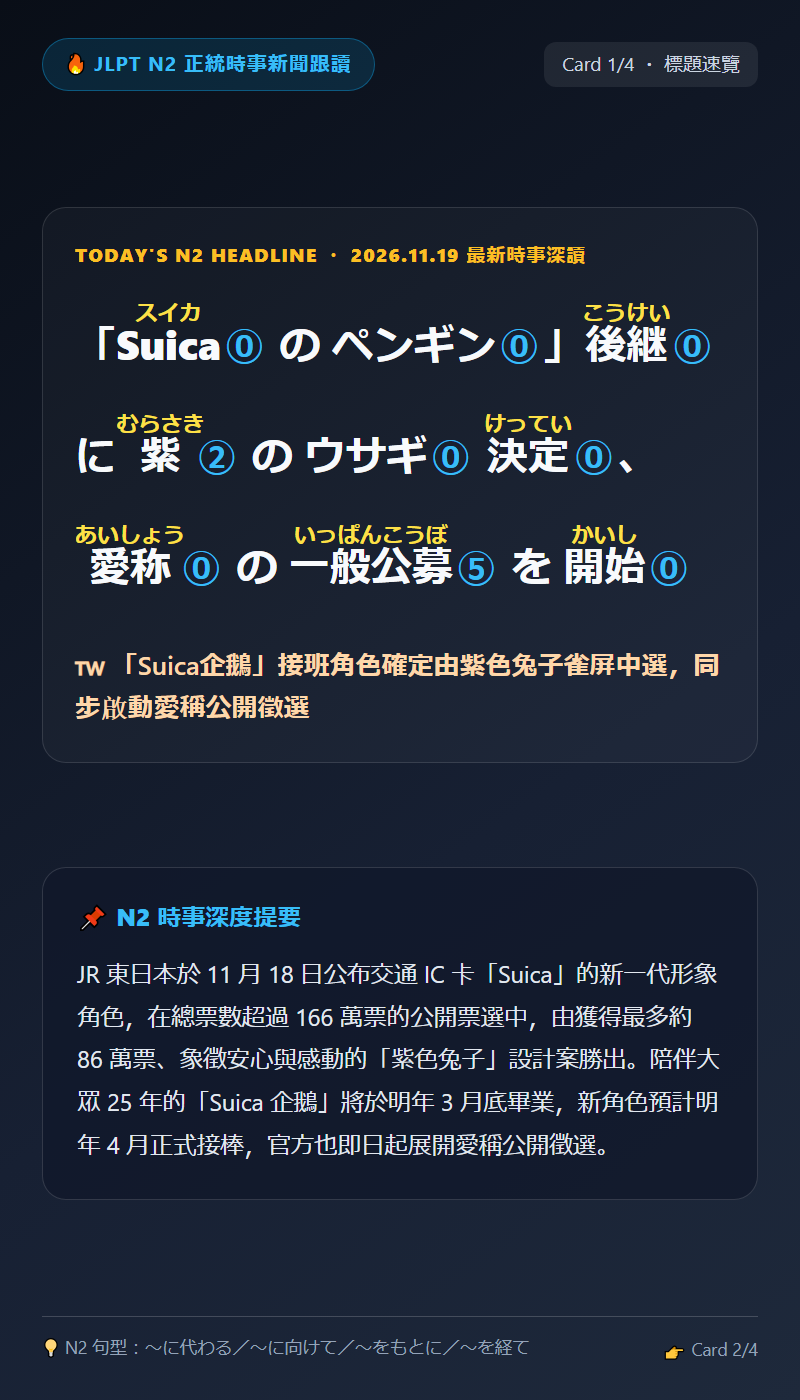 🔥 JLPT N2 正統時事新聞跟讀
Card 1/4 ・ 標題速覽
TODAY'S N2 HEADLINE ・ 2026.11.19 最新時事深讀
スイカ こうけい
「Suica⓪ の ペンギン⓪」後継⓪
むらさき けってい
に 紫② の ウサギ⓪ 決定⓪、
あいしょう いっぱんこうぼ かいし
愛称⓪ の 一般公募⑤ を 開始⓪
TW 「Suica企鵝」接班角色確定由紫色兔子雀屏中選，同
步啟動愛稱公開徵選
📌 N2 時事深度提要
JR 東日本於 11 月 18 日公布交通 IC 卡「Suica」的新一代形象
角色，在總票數超過 166 萬票的公開票選中，由獲得最多約
86 萬票、象徵安心與感動的「紫色兔子」設計案勝出。陪伴大
眾 25 年的「Suica 企鵝」將於明年 3 月底畢業，新角色預計明
年 4 月正式接棒，官方也即日起展開愛稱公開徵選。
💡 N2 句型：～に代わる／～に向けて／～をもとに／～を経て
👉 Card 2/4